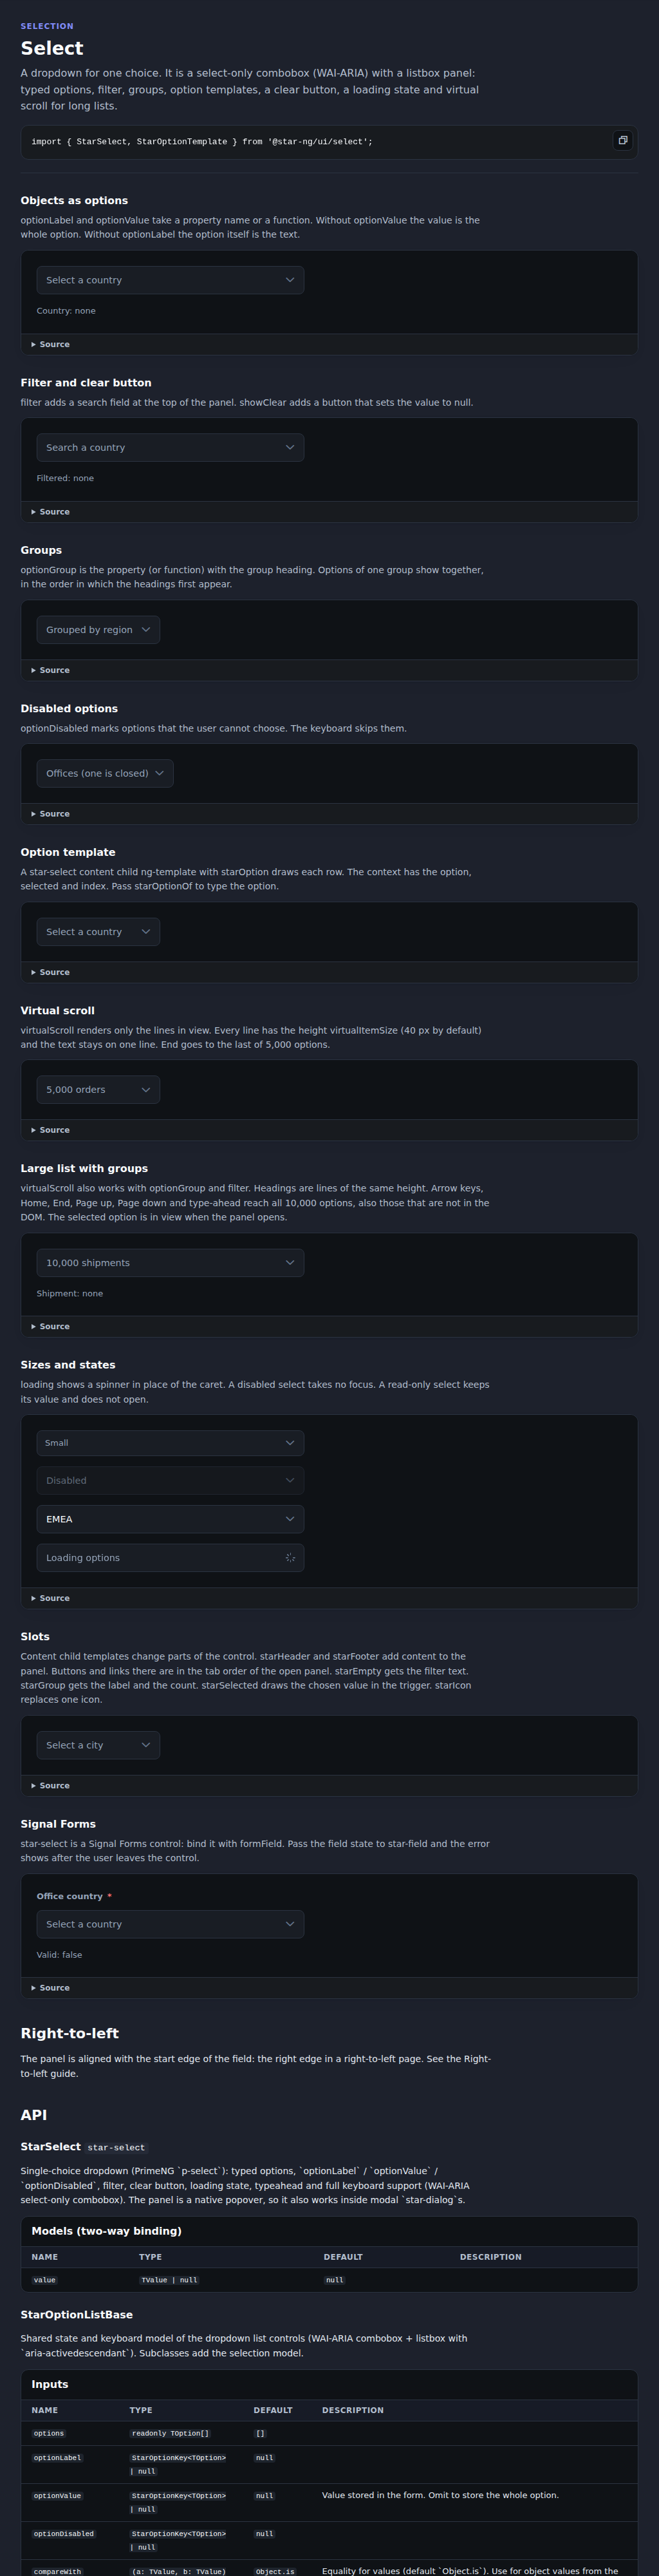 SELECTION
Select
A dropdown for one choice. It is a select-only combobox (WAI-ARIA) with a listbox panel:
typed options, filter, groups, option templates, a clear button, a loading state and virtual
scroll for long lists.
import { StarSelect, StarOptionTemplate } from '@star-ng/ui/select';
Objects as options
optionLabel and optionValue take a property name or a function. Without optionValue the value is the
whole option. Without optionLabel the option itself is the text.
Select a country
Country: none
Source
Filter and clear button
filter adds a search field at the top of the panel. showClear adds a button that sets the value to null.
Search a country
Filtered: none
Source
Groups
optionGroup is the property (or function) with the group heading. Options of one group show together,
in the order in which the headings first appear.
Grouped by region
Source
Disabled options
optionDisabled marks options that the user cannot choose. The keyboard skips them.
Offices (one is closed)
Source
Option template
A star-select content child ng-template with starOption draws each row. The context has the option,
selected and index. Pass starOptionOf to type the option.
Select a country
Source
Virtual scroll
virtualScroll renders only the lines in view. Every line has the height virtualItemSize (40 px by default)
and the text stays on one line. End goes to the last of 5,000 options.
5,000 orders
Source
Large list with groups
virtualScroll also works with optionGroup and filter. Headings are lines of the same height. Arrow keys,
Home, End, Page up, Page down and type-ahead reach all 10,000 options, also those that are not in the
DOM. The selected option is in view when the panel opens.
10,000 shipments
Shipment: none
Source
Sizes and states
loading shows a spinner in place of the caret. A disabled select takes no focus. A read-only select keeps
its value and does not open.
Small
Disabled
EMEA
Loading options
Source
Slots
Content child templates change parts of the control. starHeader and starFooter add content to the
panel. Buttons and links there are in the tab order of the open panel. starEmpty gets the filter text.
starGroup gets the label and the count. starSelected draws the chosen value in the trigger. starIcon
replaces one icon.
Select a city
Source
Signal Forms
star-select is a Signal Forms control: bind it with formField. Pass the field state to star-field and the error
shows after the user leaves the control.
Office country *
Select a country
Valid: false
Source
Right-to-left
The panel is aligned with the start edge of the field: the right edge in a right-to-left page. See the Right-
to-left guide.
API
StarSelect star-select
Single-choice dropdown (PrimeNG `p-select`): typed options, `optionLabel` / `optionValue` /
`optionDisabled`, filter, clear button, loading state, typeahead and full keyboard support (WAI-ARIA
select-only combobox). The panel is a native popover, so it also works inside modal `star-dialog`s.
Models (two-way binding)
NAME TYPE DEFAULT DESCRIPTION
value TValue | null null
StarOptionListBase
Shared state and keyboard model of the dropdown list controls (WAI-ARIA combobox + listbox with
`aria-activedescendant`). Subclasses add the selection model.
Inputs
NAME TYPE DEFAULT DESCRIPTION
options readonly TOption[] []
optionLabel StarOptionKey<TOption> null
| null
optionValue StarOptionKey<TOption> null Value stored in the form. Omit to store the whole option.
| null
optionDisabled StarOptionKey<TOption> null
| null
compareWith (a: TValue, b: TValue) Object.is Equality for values (default `Object.is`). Use for object values from the